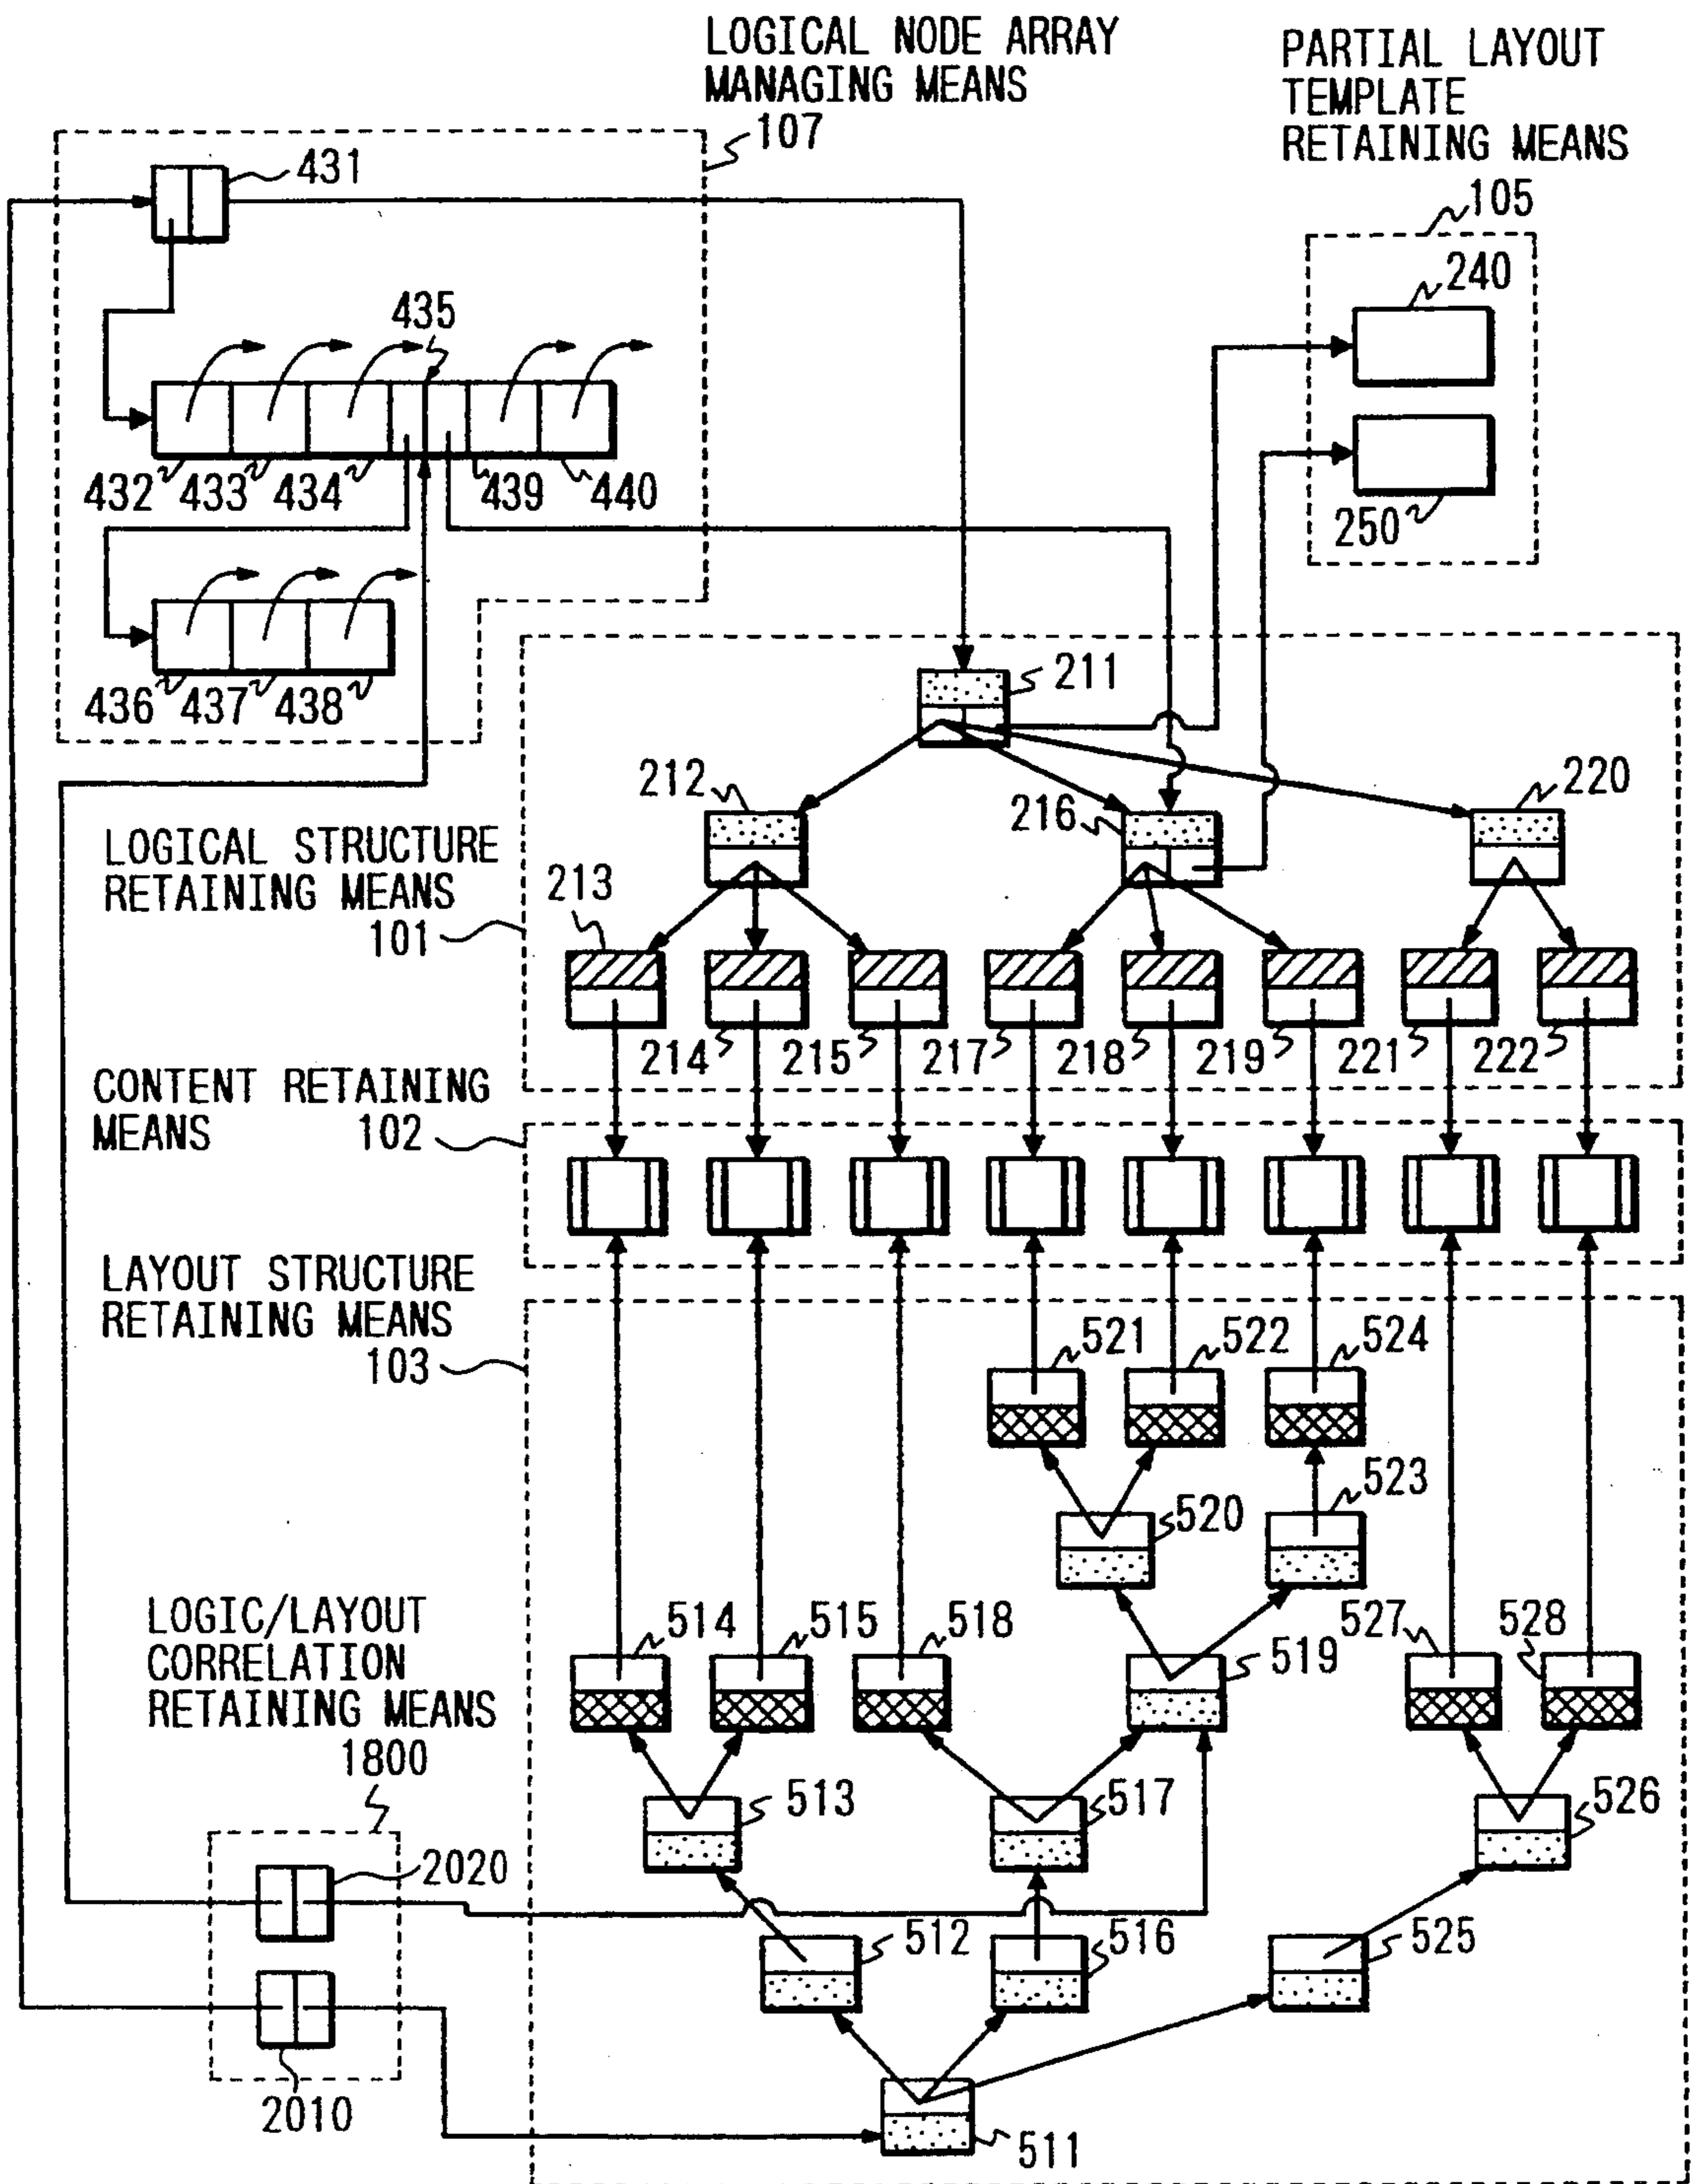 LOGICAL NODE ARRAY
MANAGING MEANS
107
PARTIAL LAYOUT
TEMPLATE
RETAINING MEANS
105
431
240
435
432 433 434 439 440
250
436 437 438
211
212
216
220
LOGICAL STRUCTURE
RETAINING MEANS
101
213
214 215 217 218 219 221 222
CONTENT RETAINING
MEANS 102
LAYOUT STRUCTURE
RETAINING MEANS
103
521 522 524
520 523
LOGIC/LAYOUT
CORRELATION
RETAINING MEANS
1800
514 515 518 519 527 528
513 517 526
2020
512 516 525
2010
511